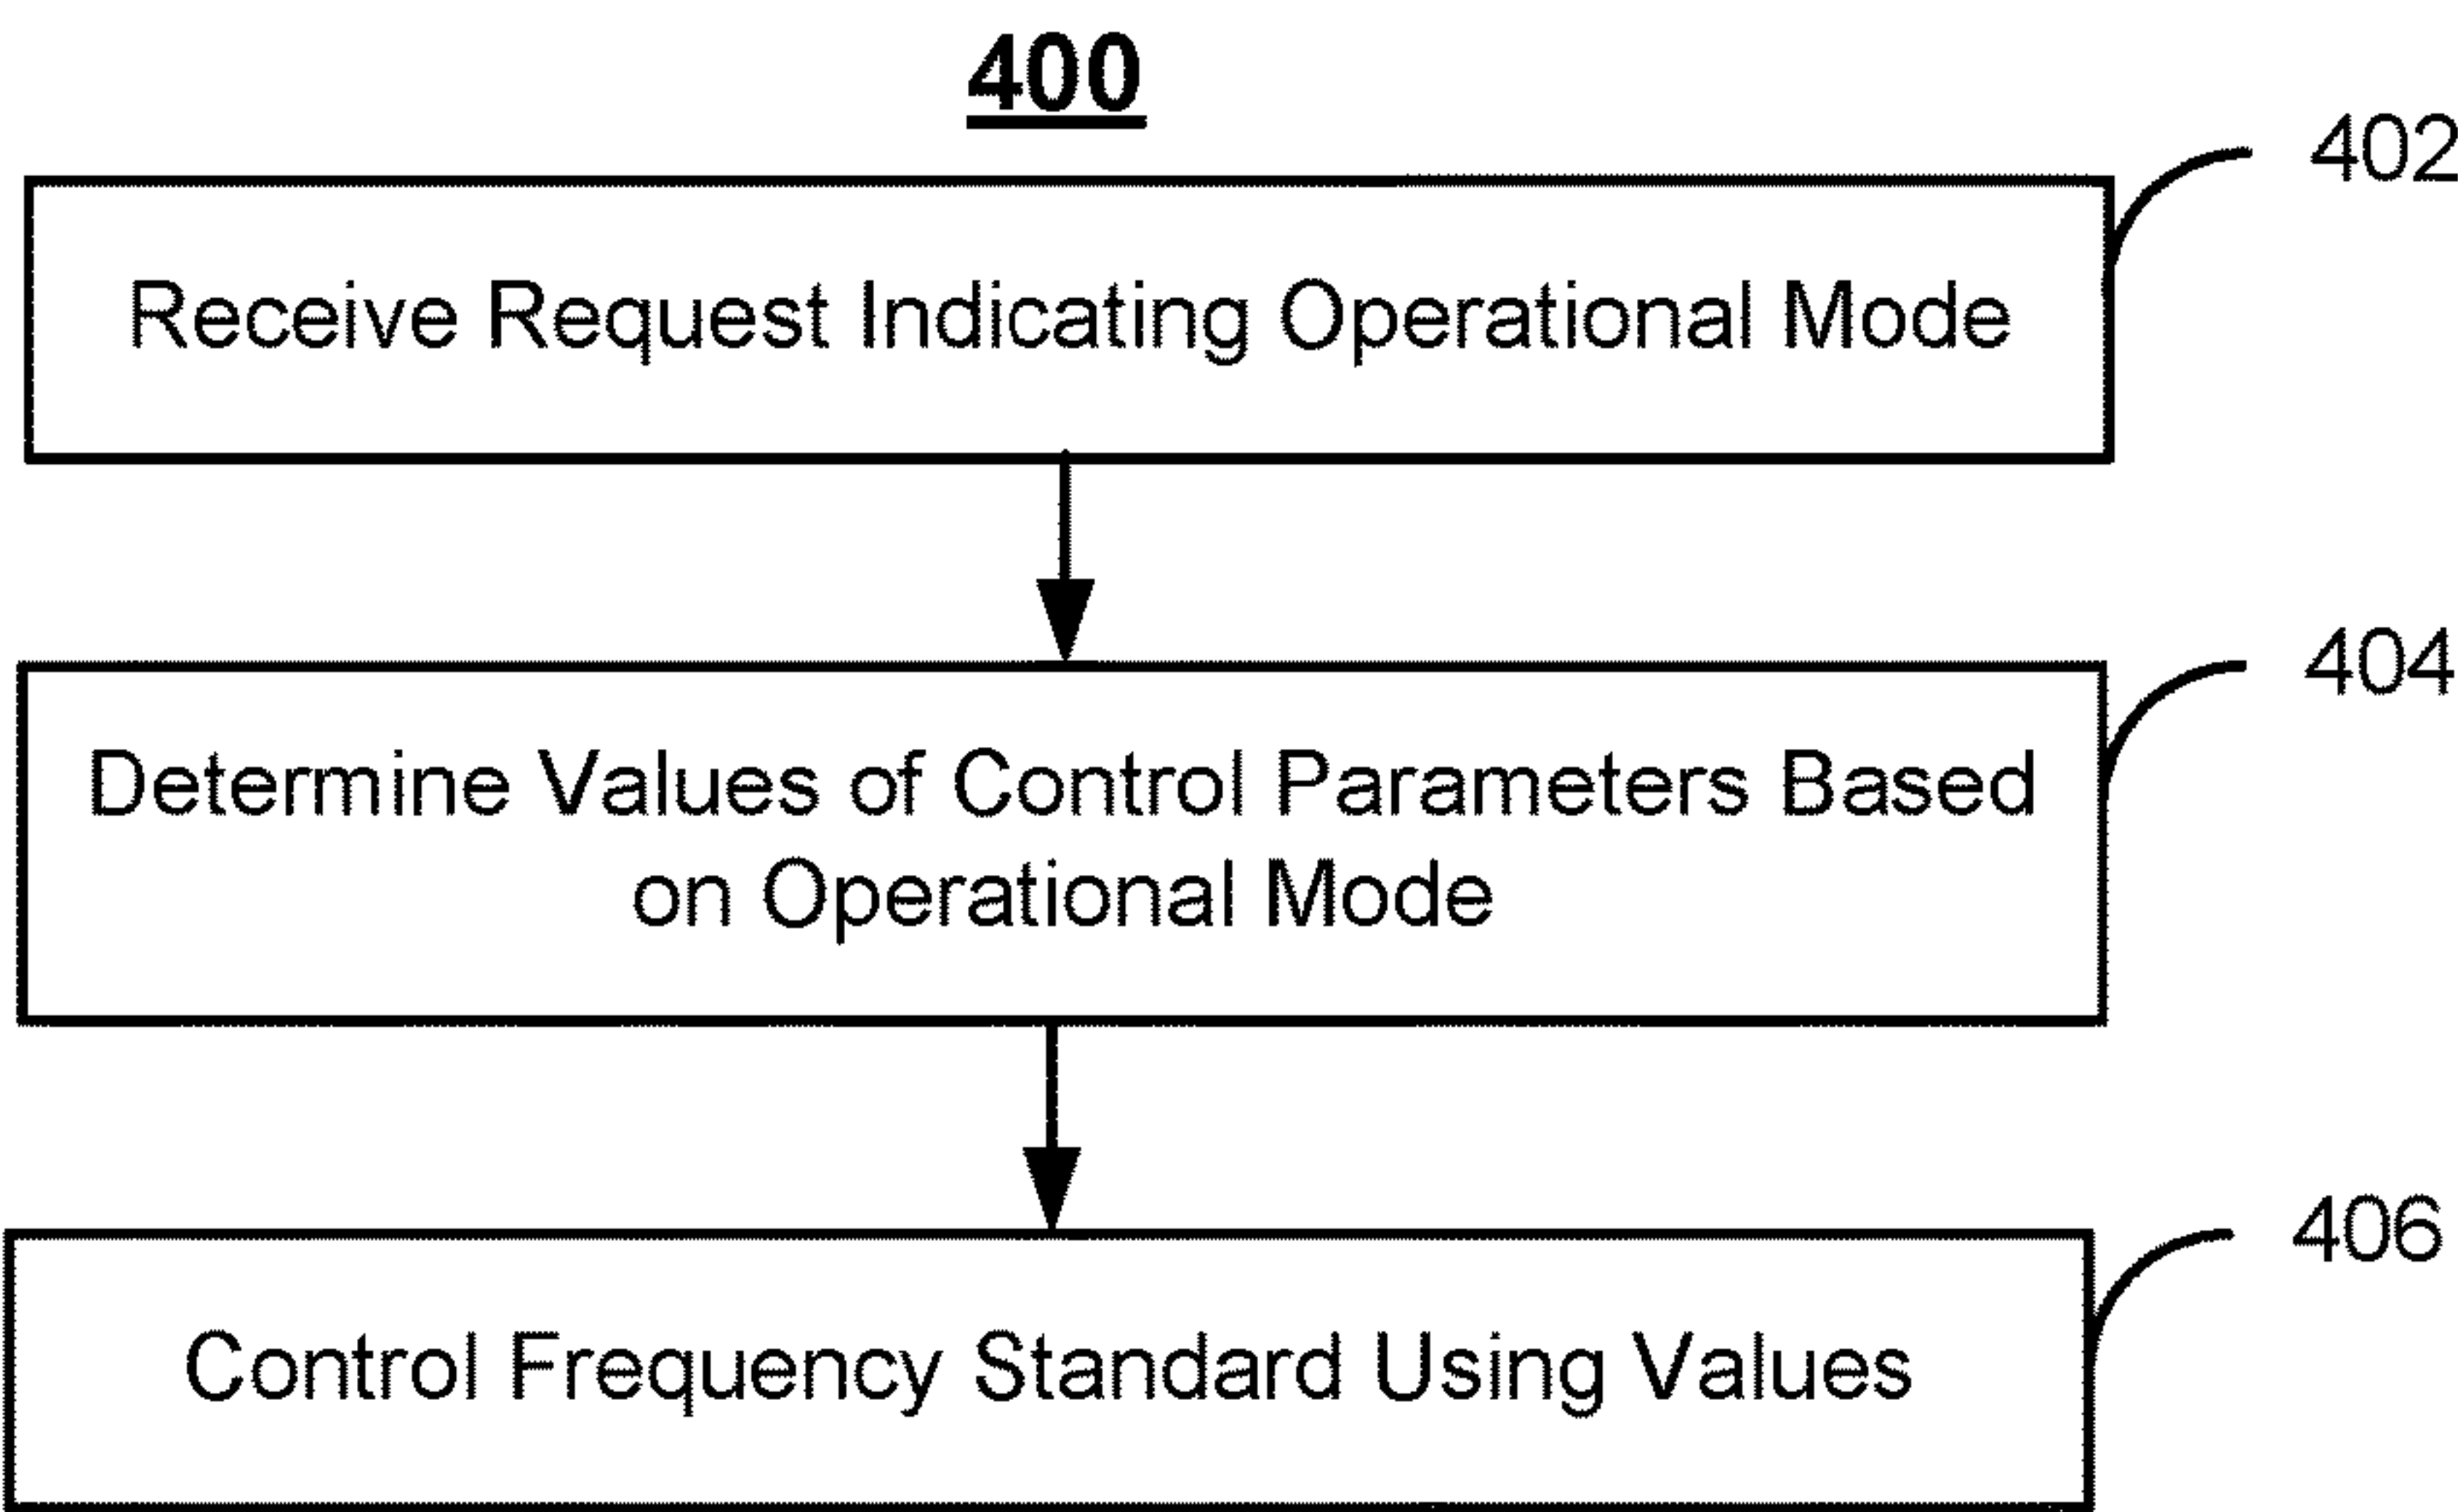 400
402
Receive Request Indicating Operational Mode
404
Determine Values of Control Parameters Based
on Operational Mode
406
Control Frequency Standard Using Values